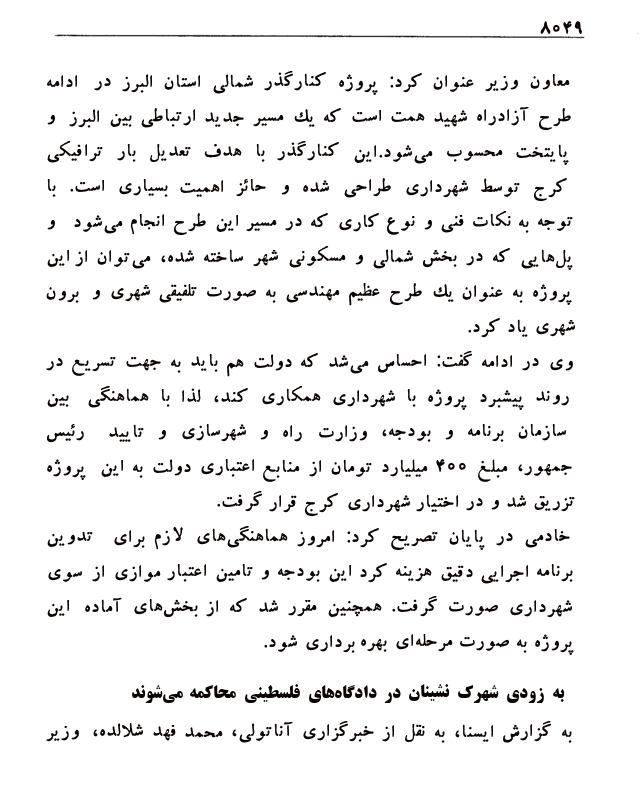 ۸۰۴۹
معاون وزیر عنوان کرد: پروژه کنارگذر شمالی استان البرز در ادامه
طرح آزادراه شهید همت است که یك مسیر جدید ارتباطی بین البرز و
پایتخت محسوب می‌شود.این کنارگذر با هدف تعدیل بار ترافیکی
کرج توسط شهرداری طراحی شده و حائز اهمیت بسیاری است. با
توجه به نکات فنی و نوع کاری که در مسیر این طرح انجام می‌شود و
پل‌هایی که در بخش شمالی و مسکونی شهر ساخته شده، می‌توان از این
پروژه به عنوان یك طرح عظیم مهندسی به صورت تلفیقی شهری و برون
شهری یاد کرد.
وی در ادامه گفت: احساس می‌شد که دولت هم باید به جهت تسریع در
روند پیشبرد پروژه با شهرداری همکاری کند، لذا با هماهنگی بین
سازمان برنامه و بودجه، وزارت راه و شهرسازی و تایید رئیس
جمهور، مبلغ ۴۰۰ میلیارد تومان از منابع اعتباری دولت به این پروژه
تزریق شد و در اختیار شهرداری کرج قرار گرفت.
خادمی در پایان تصریح کرد: امروز هماهنگی‌های لازم برای تدوین
برنامه اجرایی دقیق هزینه کرد این بودجه و تامین اعتبار موازی از سوی
شهرداری صورت گرفت. همچنین مقرر شد که از بخش‌های آماده این
پروژه به صورت مرحله‌ای بهره برداری شود.
به زودی شهرک نشینان در دادگاه‌های فلسطینی محاکمه می‌شوند
به گزارش ایسنا، به نقل از خبرگزاری آناتولی، محمد فهد شلالده، وزیر